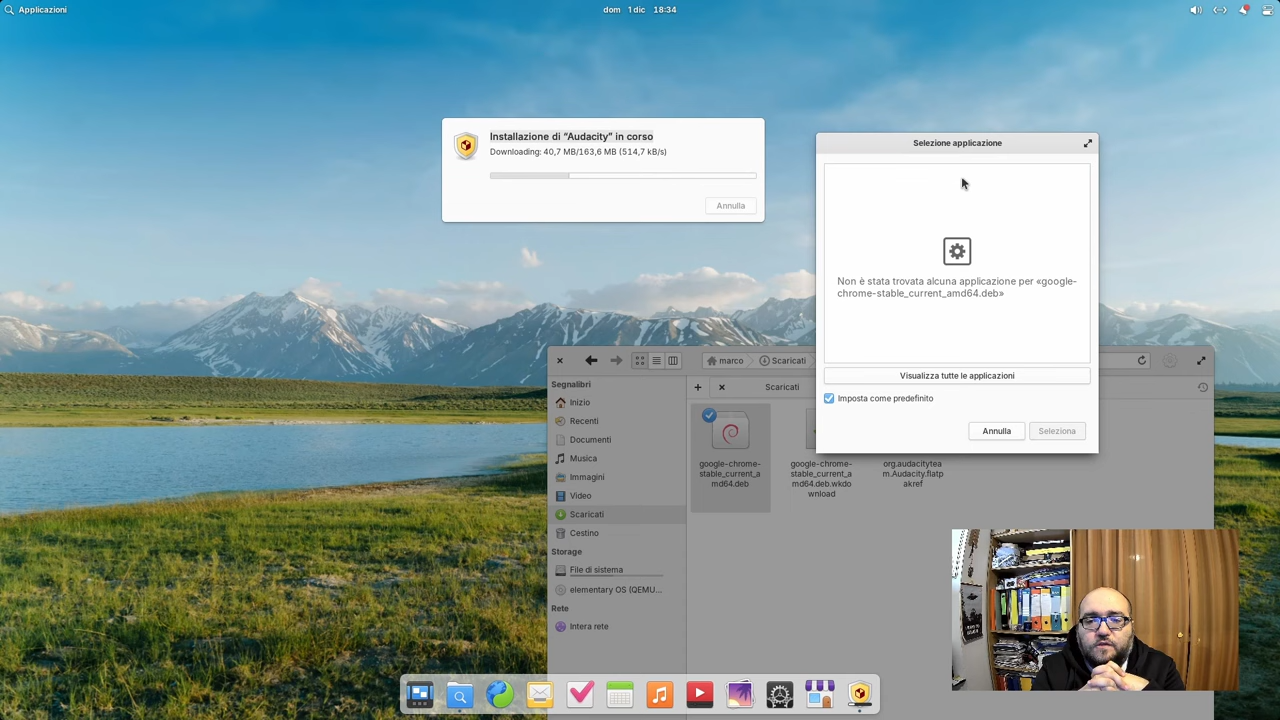 Applicazioni
dom 1 dic 18:34
Installazione di “Audacity” in corso
Downloading: 40,7 MB/163,6 MB (514,7 kB/s)
Annulla
Selezione applicazione
Non è stata trovata alcuna applicazione per «google-
chrome-stable_current_amd64.deb»
Visualizza tutte le applicazioni
Imposta come predefinito
Annulla
Seleziona
marco
Scaricati
Segnalibri
Inizio
Recenti
Documenti
Musica
Immagini
Video
Scaricati
Cestino
Storage
File di sistema
elementary OS (QEMU...
Rete
Intera rete
Scaricati
google-chrome-
stable_current_a
md64.deb
google-chrome-
stable_current_a
md64.deb.wkdo
wnload
org.audacitytea
m.Audacity.flatp
akref